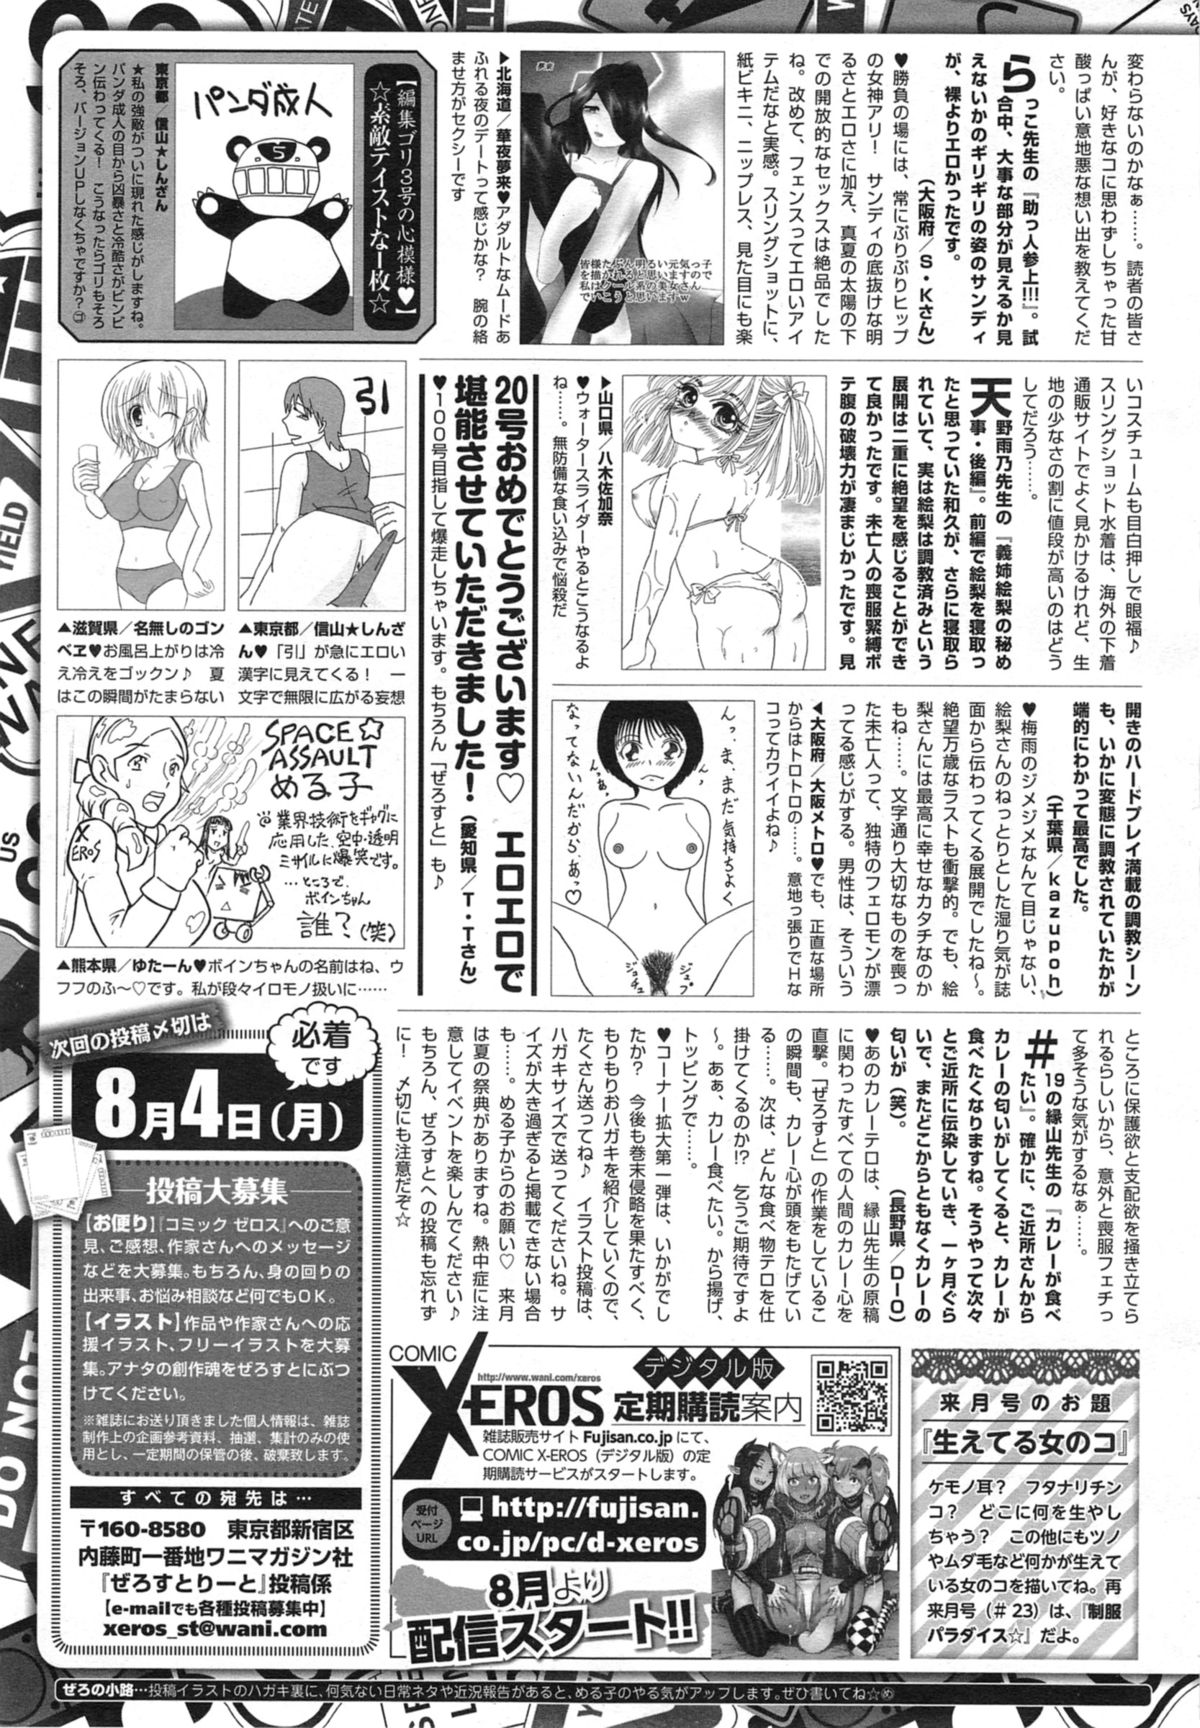 変わらないのかなぁ……。読者の皆さ
んが、好きなコに思わずしちゃった甘
酸っぱい意地悪な想い出を教えてくだ
さい。
らっこ先生の『助っ人参上!!!』。試
合中、大事な部分が見えるか見
えないかのギリギリの姿のサンディ
が、裸よりエロかったです。
(大阪府/S・Kさん)
♥勝負の場には、常にぷりぷりヒップ
の女神アリ! サンディの底抜けな明
るさとエロさに加え、真夏の太陽の下
での開放的なセックスは絶品でした
ね。改めて、フェンスってエロいアイ
テムだなと実感。スリングショットに、
紙ビキニ、ニップレス、見た目にも楽
皆様たぶん明るい元気っ子
を描かれると思いますので
私はクール系の美女さん
でいこうと思いますw
▶北海道/華夜夢来♥アダルトなムードあ
ふれる夜のデートって感じかな? 腕の絡
ませ方がセクシーです
【編集ゴリ3号の心模様♥】
☆素敵テイストな一枚☆
パンダ成人
東京都/信山★しんざん
★私の強敵がついに現れた感じがしますね。
パンダ成人の目から凶暴さと冷酷さがビンビ
ン伝わってくる! こうなったらゴリもそろ
そろ、バージョンUPしなくちゃですか? ゴ
いコスチュームも目白押しで眼福♪
スリングショット水着は、海外の下着
通販サイトでよく見かけるけれど、生
地の少なさの割に値段が高いのはどう
してだろう……。
天野雨乃先生の『義姉絵梨の秘め
事・後編』。前編で絵梨を寝取っ
たと思っていた和久が、さらに寝取ら
れていて、実は絵梨は調教済みという
展開は二重に絶望を感じることができ
て良かったです。未亡人の喪服緊縛ボ
テ腹の破壊力が凄まじかったです。見
▶山口県/八木佐加奈
♥ウォータースライダーやるとこうなるよ
ね……。無防備な食い込みで悩殺だ
20号おめでとうございます♡ エロエロで
堪能させていただきました!(愛知県/T・Tさん)
♥100号目指して爆走しちゃいます。もちろん「ぜろすと」も♪
引
▲東京都/信山★しんざ
ん♥「引」が急にエロい
漢字に見えてくる! 一
文字で無限に広がる妄想
▲滋賀県/名無しのゴン
ベヱ♥お風呂上がりは冷
え冷えをゴックン♪ 夏
はこの瞬間がたまらない
開きのハードプレイ満載の調教シーン
も、いかに変態に調教されていたかが
端的にわかって最高でした。
(千葉県/kazupoh)
♥梅雨のジメジメなんて目じゃない、
絵梨さんのねっとりとした湿り気が誌
面から伝わってくる展開でしたね~。
絶望万歳なラストも衝撃的。でも、絵
梨さんには最高に幸せなカタチなのか
もね……。文字通り大切なものを喪っ
た未亡人って、独特のフェロモンが漂
ってる感じがする。男性は、そういう
んっ、ま、まだ気持ちよく
なってないんだからあっ♡
◀大阪府/大阪メトロ♥でも、正直な場所
からはトロトロの……。意地っ張りでHな
コってカワイイよね♪
SPACE☆
ASSAULT
める子
業界技術をギャグに
応用した、空中・透明
ミサイルに爆笑です。
…ところで、
ボインちゃん
誰?(笑)
X
EROS
▲熊本県/ゆたーん♥ボインちゃんの名前はね、ウ
フフのふ~♡です。私が段々イロモノ扱いに……
ところに保護欲と支配欲を掻き立てら
れるらしいから、意外と喪服フェチっ
て多そうな気がするなぁ……。
#19の緑山先生の『カレーが食べ
たい』。確かに、ご近所さんから
カレーの匂いがしてくると、カレーが
食べたくなりますね。そうやって次々
とご近所に伝染していき、一ヶ月ぐら
いで、まただどこからともなくカレーの
匂いが(笑)。 (長野県/D-O)
♥あのカレーテロは、緑山先生の原稿
に関わったすべての人間のカレー心を
直撃。「ぜろすと」の作業をしているこ
の瞬間も、カレー心が頭をもたげてい
る……。次は、どんな食べ物テロを仕
掛けてくるのか!? 乞うご期待ですよ
~。あぁ、カレー食べたい。から揚げ、
トッピングで……。
♥コーナー拡大第一弾は、いかがでし
たか? 今後も巻末侵略を果たすべく、
もりもりおハガキを紹介していくので、
たくさん送ってね♪ イラスト投稿は、
ハガキサイズで送ってくださいね。サ
イズが大き過ぎると掲載できない場合
も……。める子からのお願い♡ 来月
は夏の祭典がありますね。熱中症に注
意してイベントを楽しんでください♪
もちろん、ぜろすとへの投稿も忘れず
に! 〆切にも注意だぞ☆
次回の投稿〆切は
必着
です
8月4日(月)
投稿大募集
【お便り】『コミック ゼロス』へのご意
見、ご感想、作家さんへのメッセージ
などを大募集。もちろん、身の回りの
出来事、お悩み相談など何でもOK。
【イラスト】作品や作家さんへの応
援イラスト、フリーイラストを大募
集。アナタの創作魂をぜろすとにぶつ
けてください。
※雑誌にお送り頂きました個人情報は、雑誌
制作上の企画参考資料、抽選、集計のみの使
用とし、一定期間の保管の後、破棄致します。
すべての宛先は…
〒160-8580 東京都新宿区
内藤町一番地ワニマガジン社
『ぜろすとりーと』投稿係
【e-mailでも各種投稿募集中】
xeros_st@wani.com
COMIC
X-EROS
http://www.wani.com/xeros
デジタル版
定期購読案内
雑誌販売サイト Fujisan.co.jp にて、
COMIC X-EROS(デジタル版)の定
期購読サービスがスタートします。
受付
ページ
URL
http://fujisan.
co.jp/pc/d-xeros
8月より
配信スタート!!
来月号のお題
『生えてる女のコ』
ケモノ耳? フタナリチン
コ? どこに何を生やし
ちゃう? この他にもツノ
やムダ毛など何かが生えて
いる女のコを描いてね。再
来月号(#23)は、『制服
パラダイス☆』だよ。
ぜろの小路…投稿イラストのハガキ裏に、何気ない日常ネタや近況報告があると、める子のやる気がアップします。ぜひ書いてね☆め
DO NOT
US